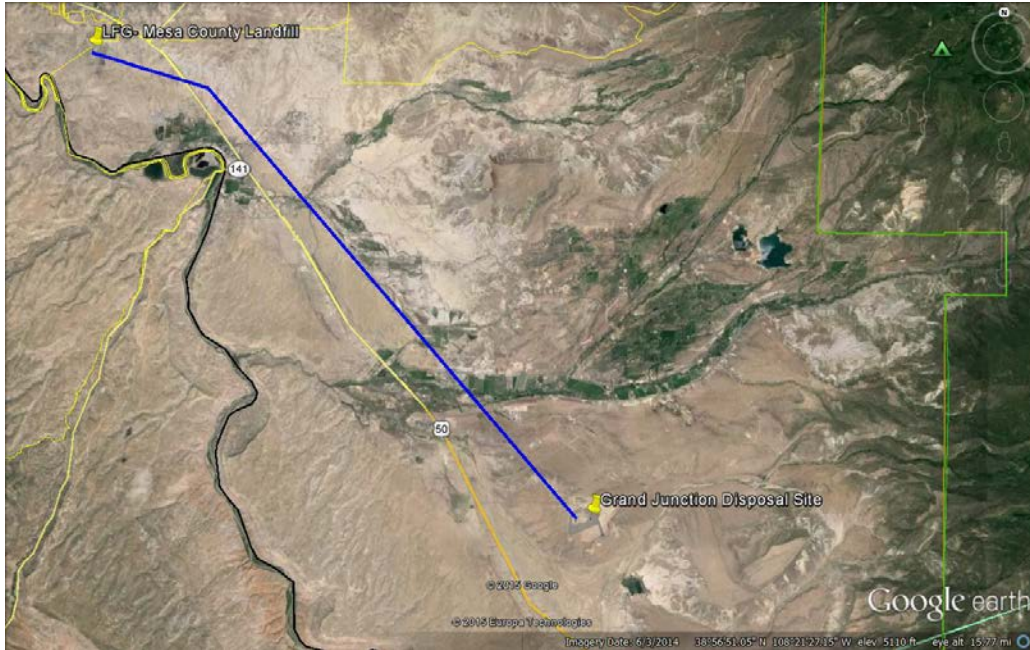 LFG- Mesa County Landfill
N
141
50
Grand Junction Disposal Site
© 2015 Google
© 2015 Europa Technologies
Google earth
Imagery Date: 6/3/2014 38°56'51.05" N 108°21'27.15" W elev 5110 ft eye alt 15.77 mi